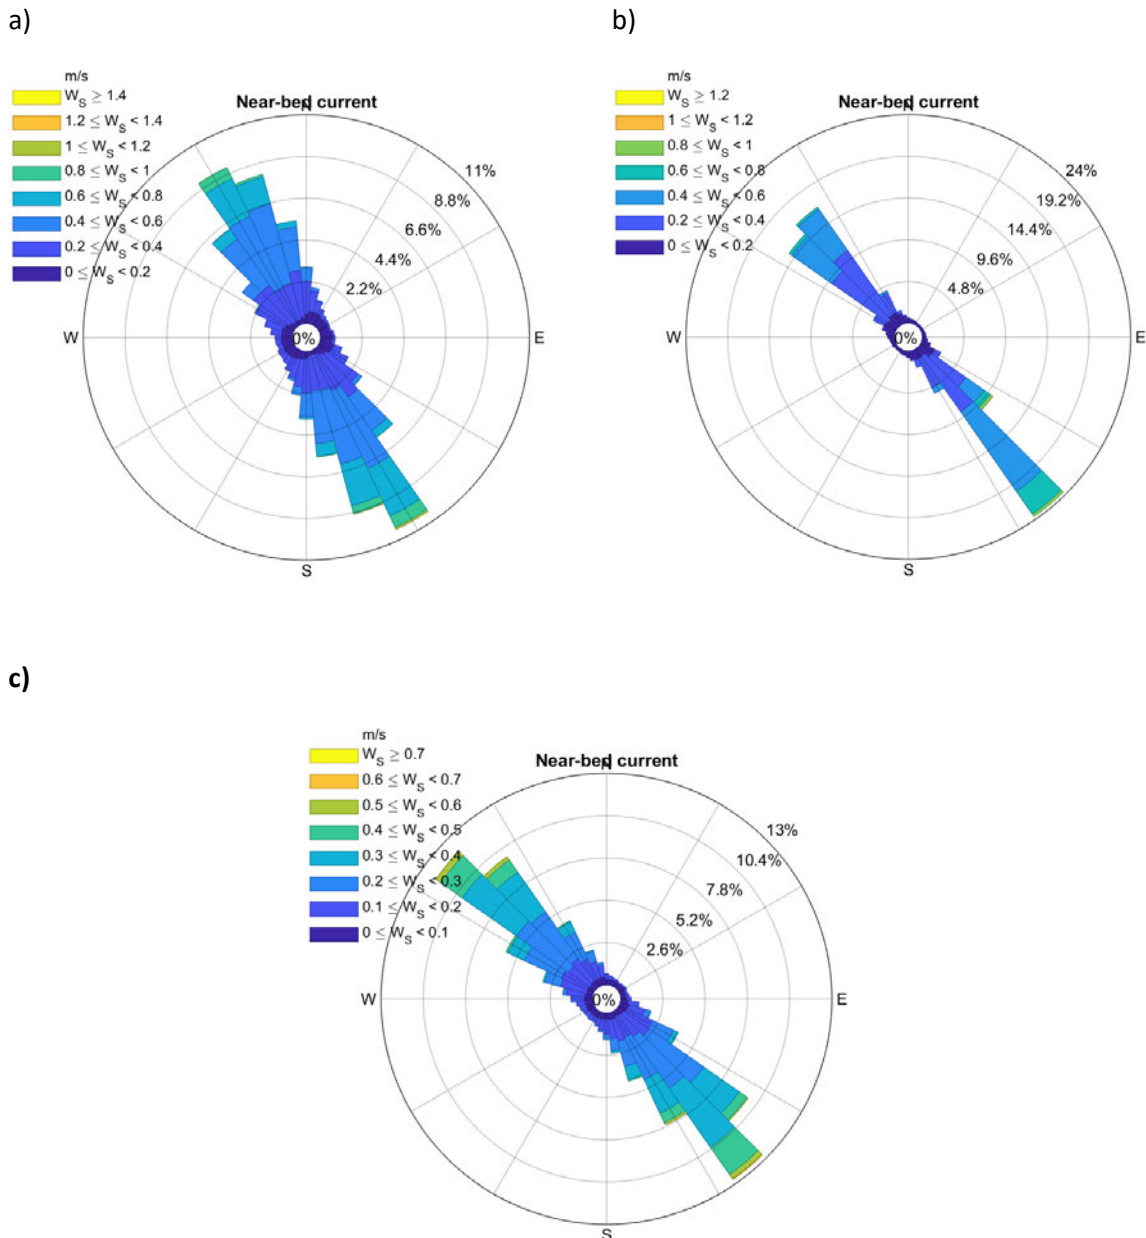 a)
m/s
W_S ≥ 1.4
1.2 ≤ W_S < 1.4
1 ≤ W_S < 1.2
0.8 ≤ W_S < 1
0.6 ≤ W_S < 0.8
0.4 ≤ W_S < 0.6
0.2 ≤ W_S < 0.4
0 ≤ W_S < 0.2
Near-bed current
N
11%
8.8%
6.6%
4.4%
2.2%
0%
W
E
S
b)
m/s
W_S ≥ 1.2
1 ≤ W_S < 1.2
0.8 ≤ W_S < 1
0.6 ≤ W_S < 0.8
0.4 ≤ W_S < 0.6
0.2 ≤ W_S < 0.4
0 ≤ W_S < 0.2
Near-bed current
N
24%
19.2%
14.4%
9.6%
4.8%
0%
W
E
S
c)
m/s
W_S ≥ 0.7
0.6 ≤ W_S < 0.7
0.5 ≤ W_S < 0.6
0.4 ≤ W_S < 0.5
0.3 ≤ W_S < 0.4
0.2 ≤ W_S < 0.3
0.1 ≤ W_S < 0.2
0 ≤ W_S < 0.1
Near-bed current
N
13%
10.4%
7.8%
5.2%
2.6%
0%
W
E
S